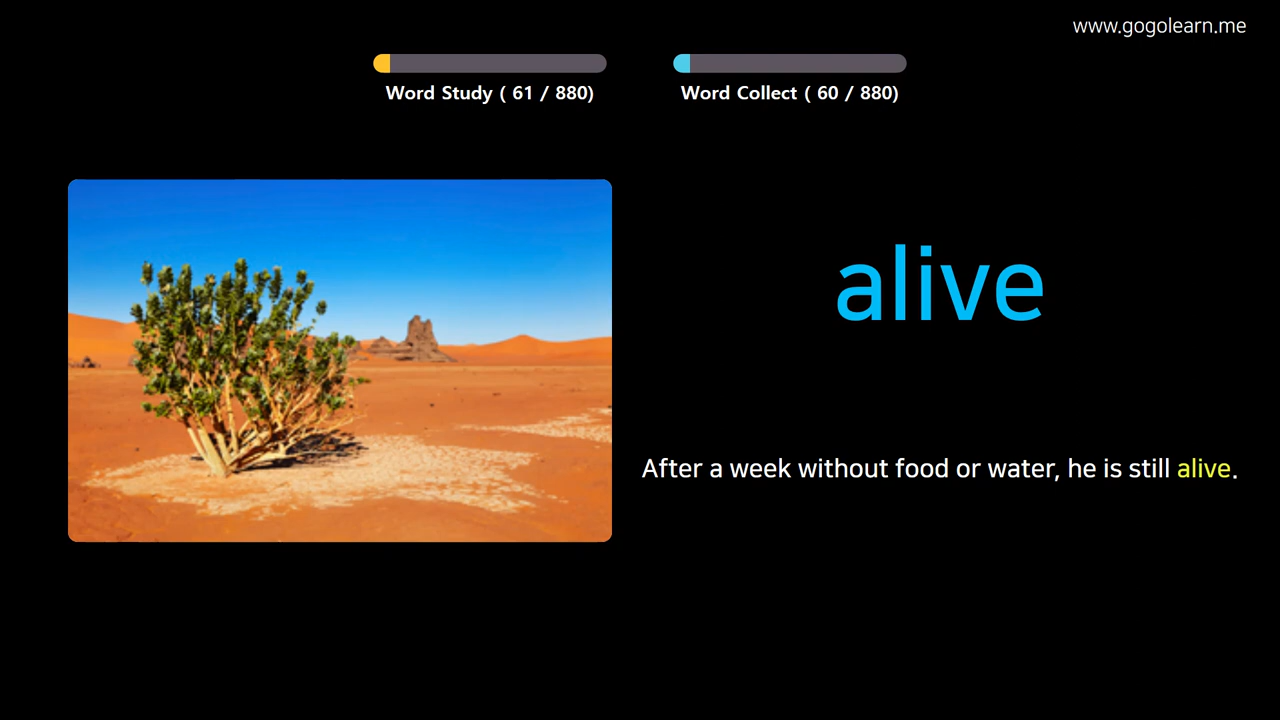 www.gogolearn.me
Word Study ( 61 / 880)
Word Collect ( 60 / 880)
alive
After a week without food or water, he is still alive.